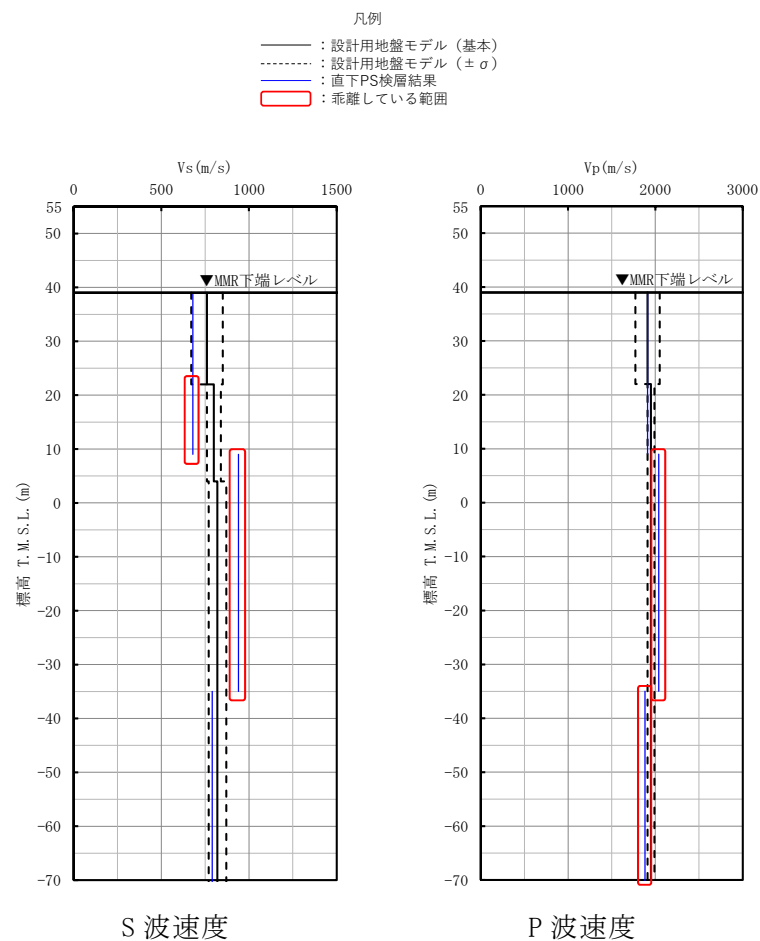 凡例
：設計用地盤モデル（基本）
：設計用地盤モデル（±σ）
：直下PS検層結果
：乖離している範囲
Vs(m/s)
0 500 1000 1500
55
50
40
30
20
10
0
-10
-20
-30
-40
-50
-60
-70
標高 T.M.S.L.(m)
▼MMR下端レベル
S 波速度
Vp(m/s)
0 1000 2000 3000
55
50
40
30
20
10
0
-10
-20
-30
-40
-50
-60
-70
標高 T.M.S.L.(m)
▼MMR下端レベル
P 波速度